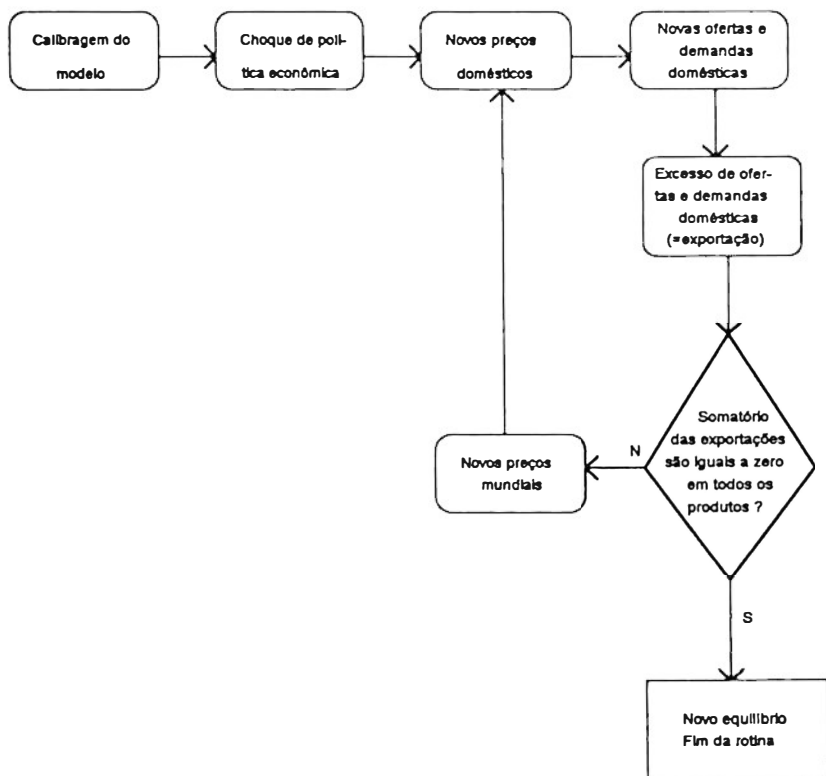 Calibragem do
modelo
Choque de polí-
tica econômica
Novos preços
domésticos
Novas ofertas e
demandas
domésticas
Excesso de ofer-
tas e demandas
domésticas
(=exportação)
Somatório
das exportações
são iguais a zero
em todos os
produtos ?
N
Novos preços
mundiais
S
Novo equilíbrio
Fim da rotina